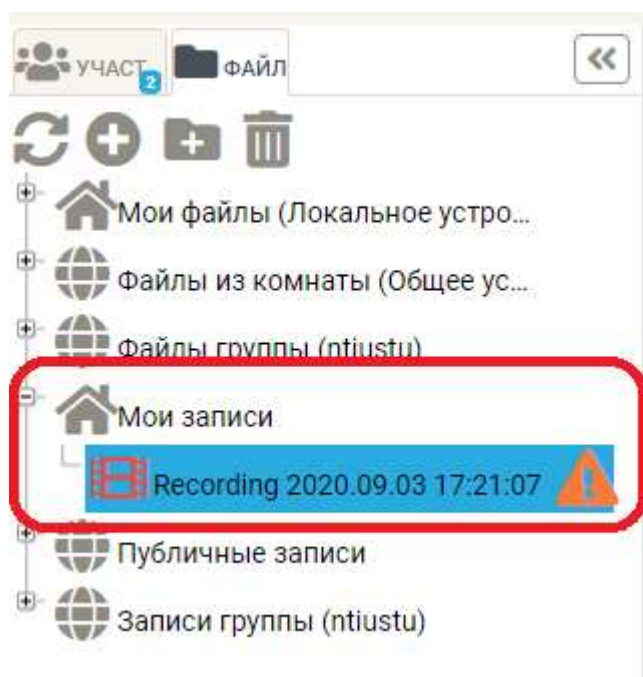 УЧАСТ 2 ФАЙЛ
Мои файлы (Локальное устро...
Файлы из комнаты (Общее ус...
Файлы группы (ntiustu)
Мои записи
Recording 2020.09.03 17:21:07
Публичные записи
Записи группы (ntiustu)